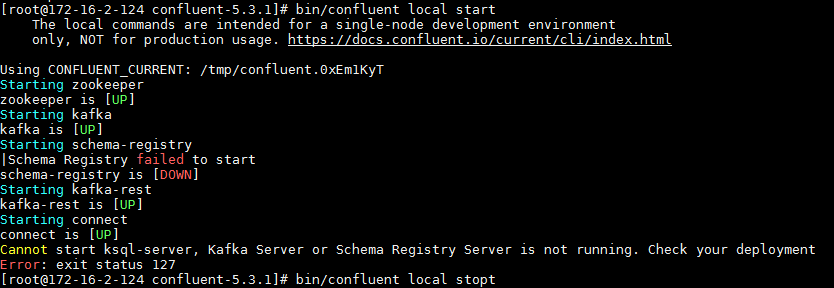 [root@172-16-2-124 confluent-5.3.1]# bin/confluent local start
    The local commands are intended for a single-node development environment
    only, NOT for production usage. https://docs.confluent.io/current/cli/index.html

Using CONFLUENT_CURRENT: /tmp/confluent.0xEm1KyT
Starting zookeeper
zookeeper is [UP]
Starting kafka
kafka is [UP]
Starting schema-registry
|Schema Registry failed to start
schema-registry is [DOWN]
Starting kafka-rest
kafka-rest is [UP]
Starting connect
connect is [UP]
Cannot start ksql-server, Kafka Server or Schema Registry Server is not running. Check your deployment
Error: exit status 127
[root@172-16-2-124 confluent-5.3.1]# bin/confluent local stopt